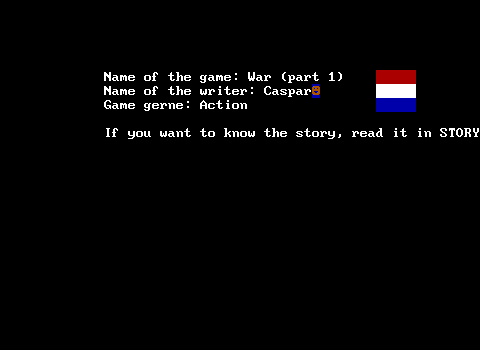 Name of the game: War (part 1)
Name of the writer: Caspar☻
Game gerne: Action
If you want to know the story, read it in STORY